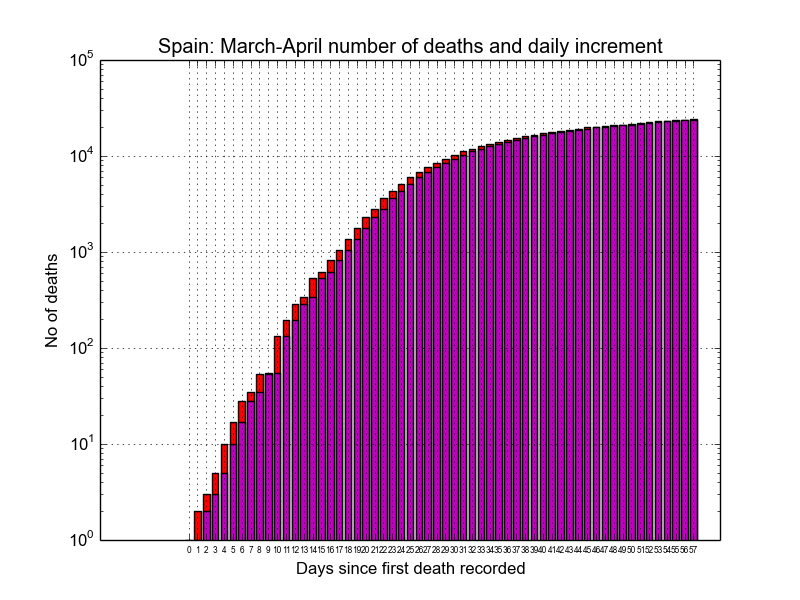 Spain: March-April number of deaths and daily increment
10^5
10^4
10^3
10^2
10^1
10^0
No of deaths
0 1 2 3 4 5 6 7 8 9 10 11 12 13 14 15 16 17 18 19 20 21 22 23 24 25 26 27 28 29 30 31 32 33 34 35 36 37 38 39 40 41 42 43 44 45 46 47 48 49 50 51 52 53 54 55 56 57
Days since first death recorded